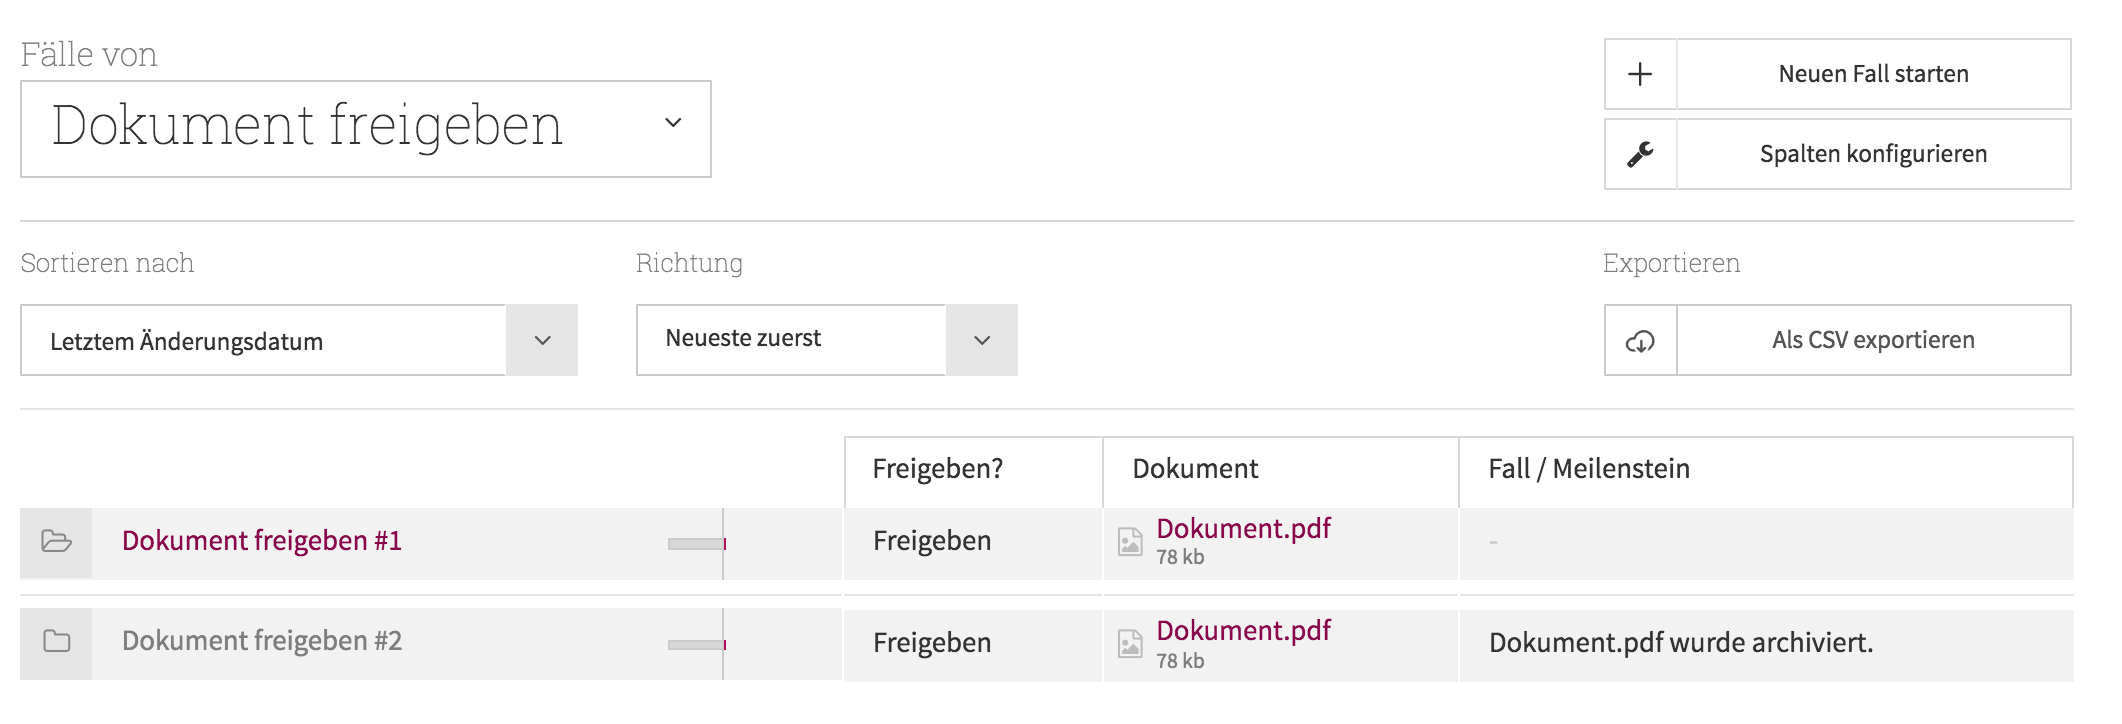 Fälle von
Dokument freigeben
Neuen Fall starten
Spalten konfigurieren
Sortieren nach
Richtung
Exportieren
Letztem Änderungsdatum
Neueste zuerst
Als CSV exportieren
Freigeben?
Dokument
Fall / Meilenstein
Dokument freigeben #1
Freigeben
Dokument.pdf
78 kb
-
Dokument freigeben #2
Freigeben
Dokument.pdf
78 kb
Dokument.pdf wurde archiviert.